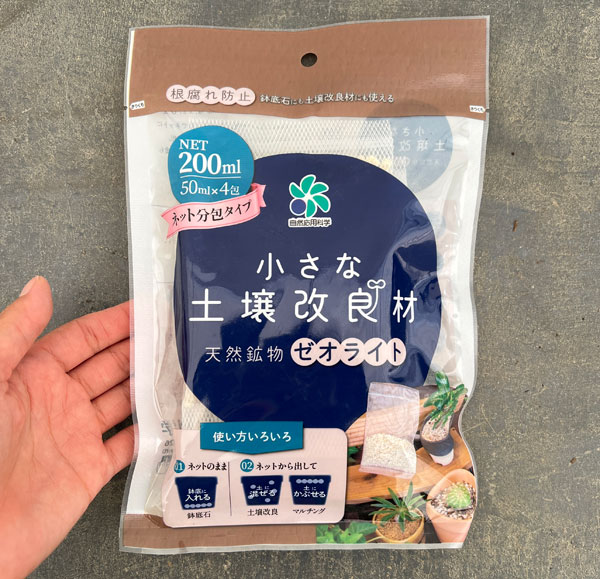 根腐れ防止 鉢底石にも土壌改良材にも使える
NET
200ml
50ml×4包
ネット分包タイプ
自然応用科学
小さな
土壌改良材
天然鉱物 ゼオライト
使い方いろいろ
01 ネットのまま
鉢底に
入れる
鉢底石
02 ネットから出して
土に
混ぜる
土壌改良
土に
かぶせる
マルチング